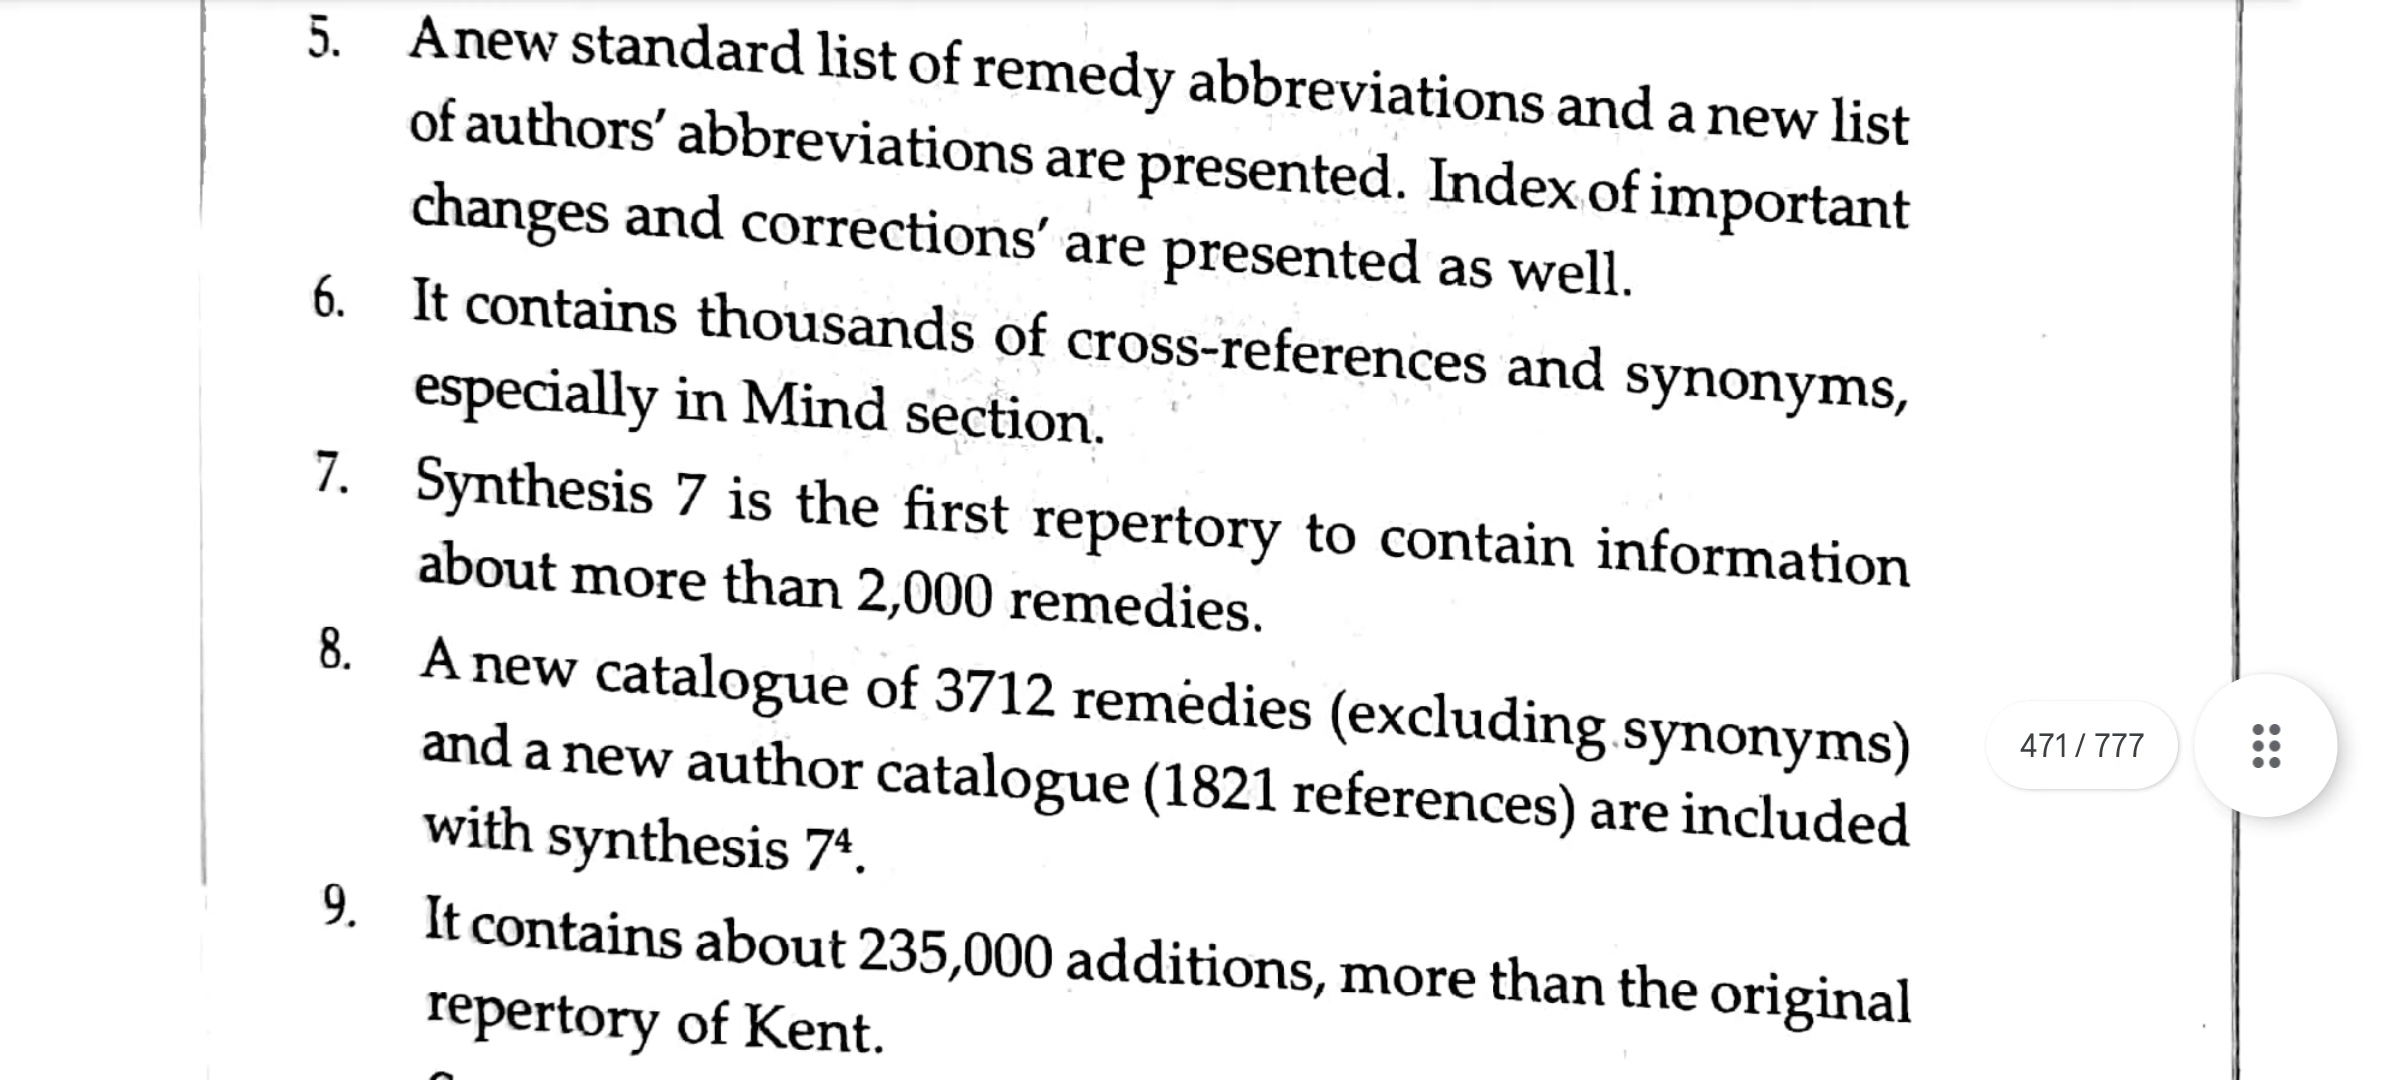 5. A new standard list of remedy abbreviations and a new list
of authors’ abbreviations are presented. Index of important
changes and corrections’ are presented as well.
6. It contains thousands of cross-references and synonyms,
especially in Mind section.
7. Synthesis 7 is the first repertory to contain information
about more than 2,000 remedies.
8. A new catalogue of 3712 remedies (excluding synonyms)
and a new author catalogue (1821 references) are included
with synthesis 7⁴.
471 / 777
9. It contains about 235,000 additions, more than the original
repertory of Kent.